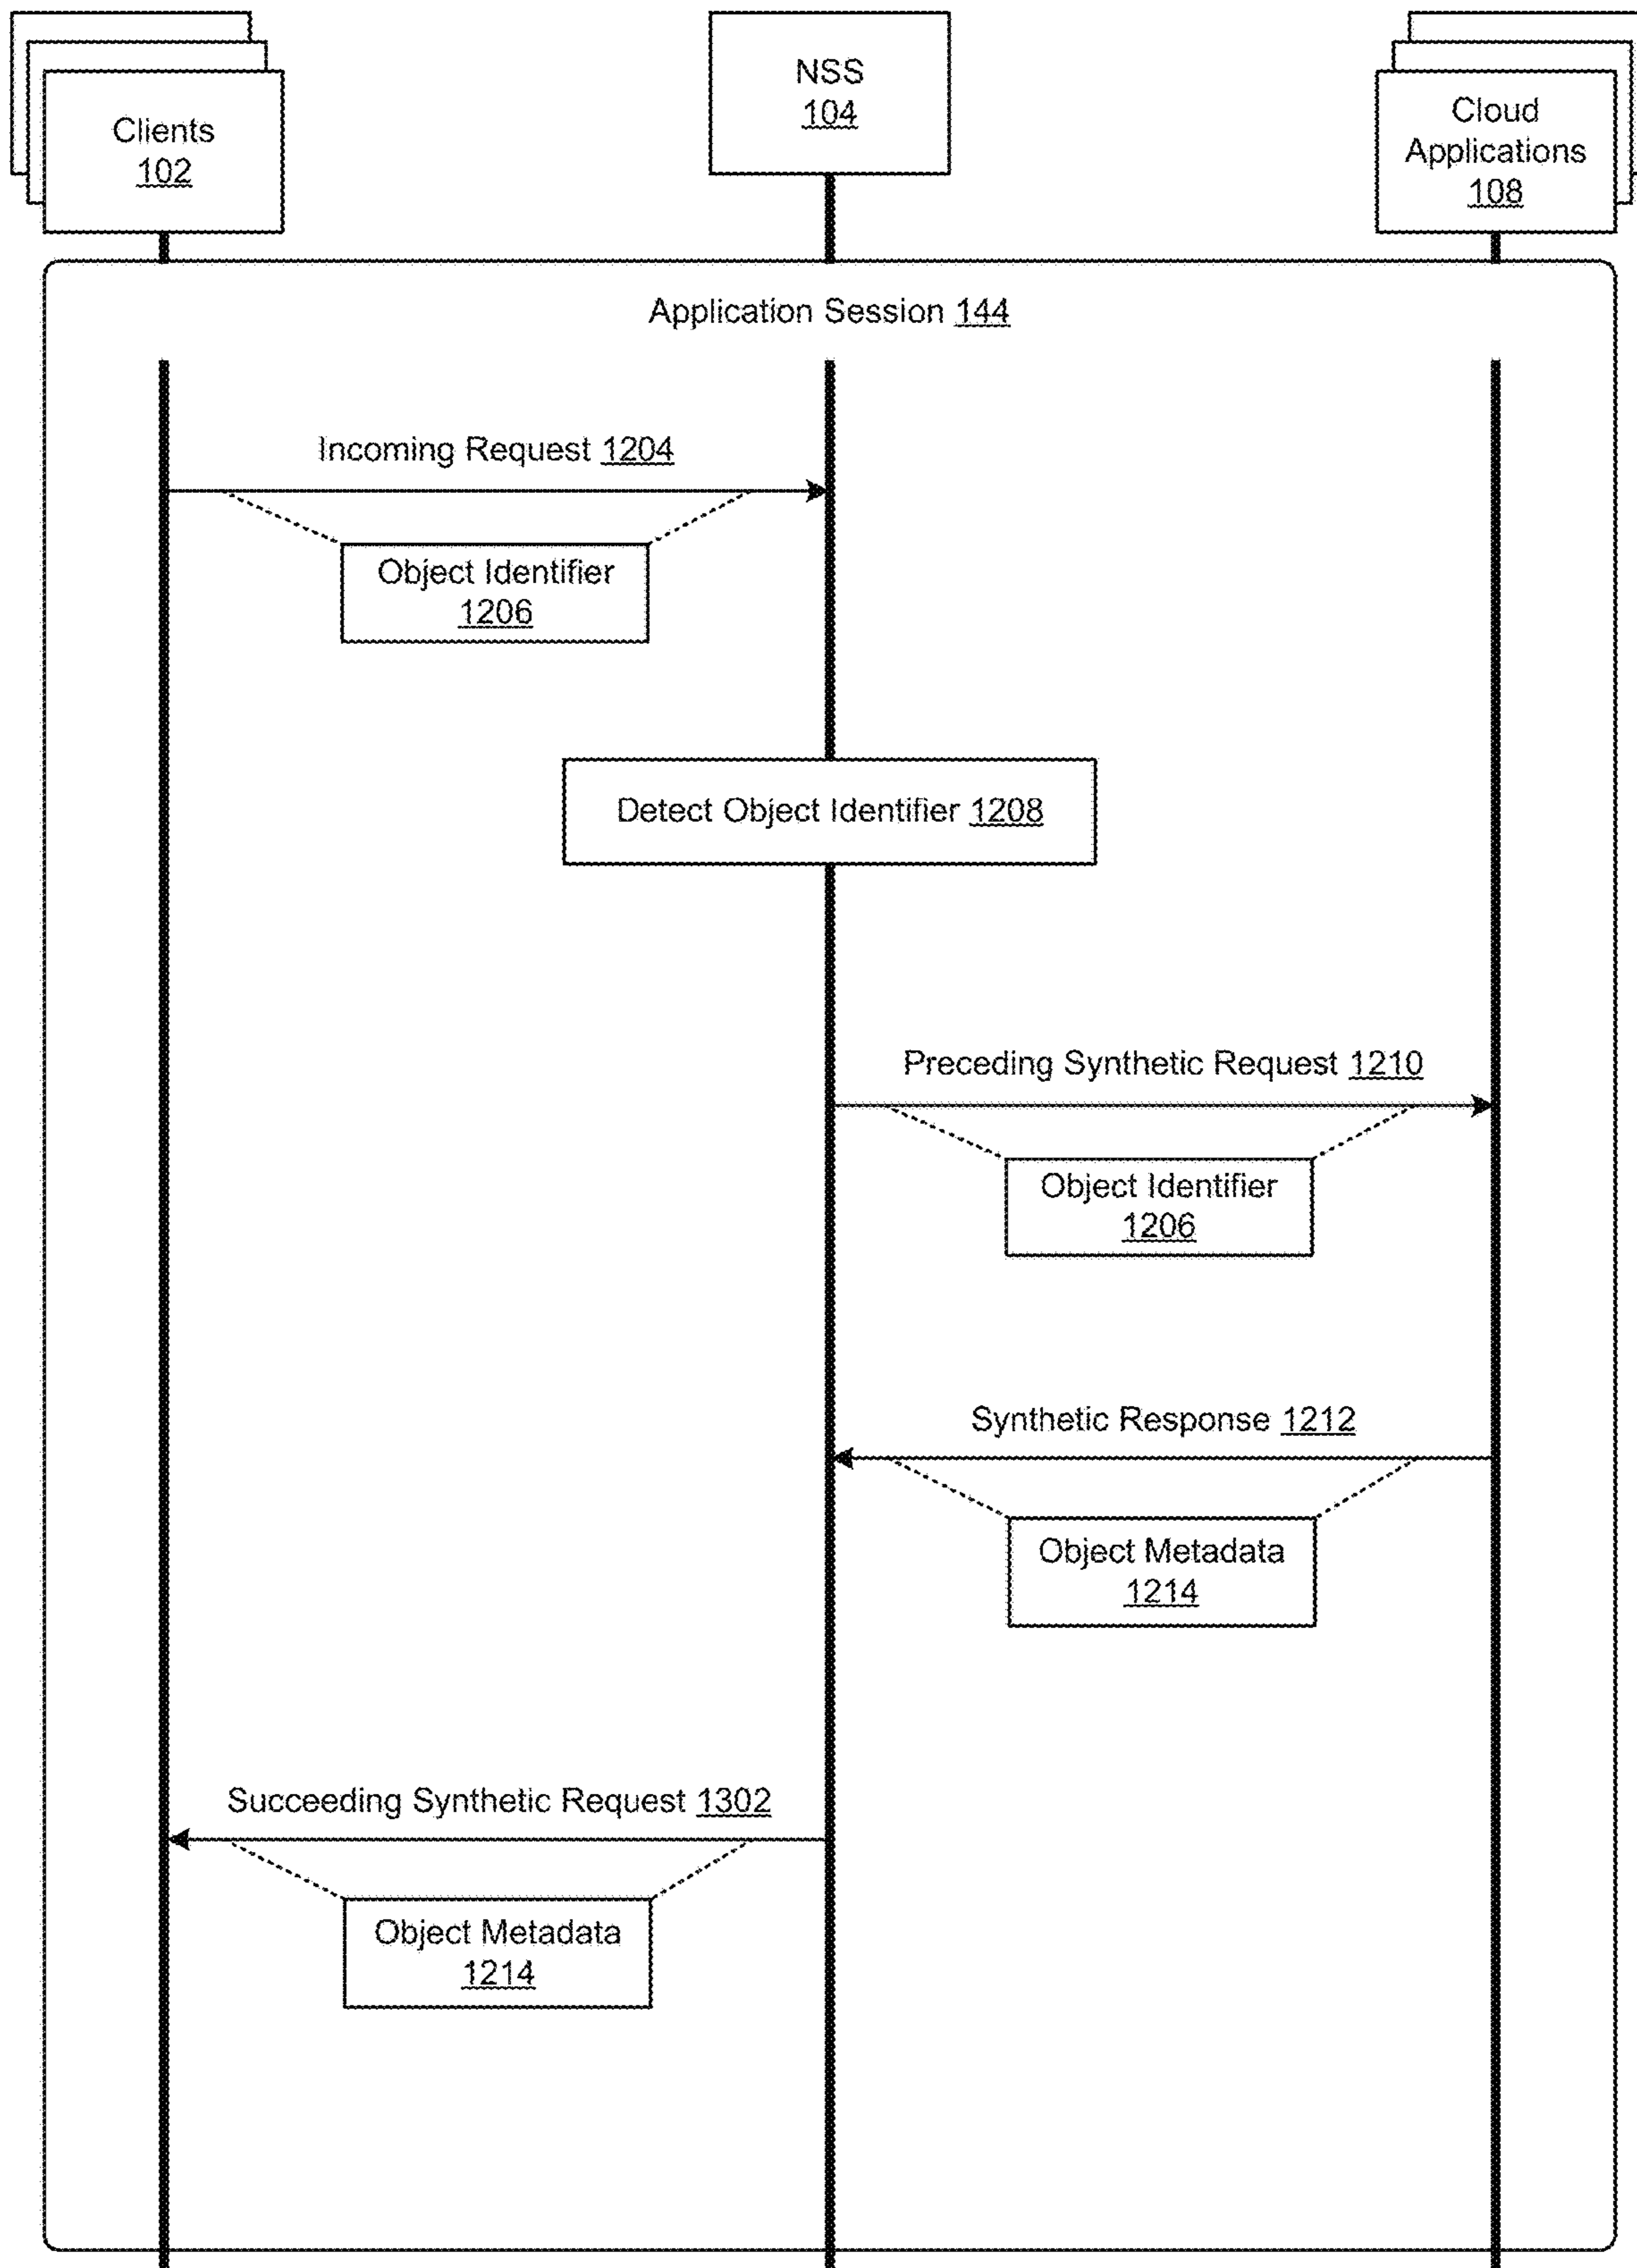 Clients
102
NSS
104
Cloud
Applications
108
Application Session 144
Incoming Request 1204
Object Identifier
1206
Detect Object Identifier 1208
Preceding Synthetic Request 1210
Object Identifier
1206
Synthetic Response 1212
Object Metadata
1214
Succeeding Synthetic Request 1302
Object Metadata
1214